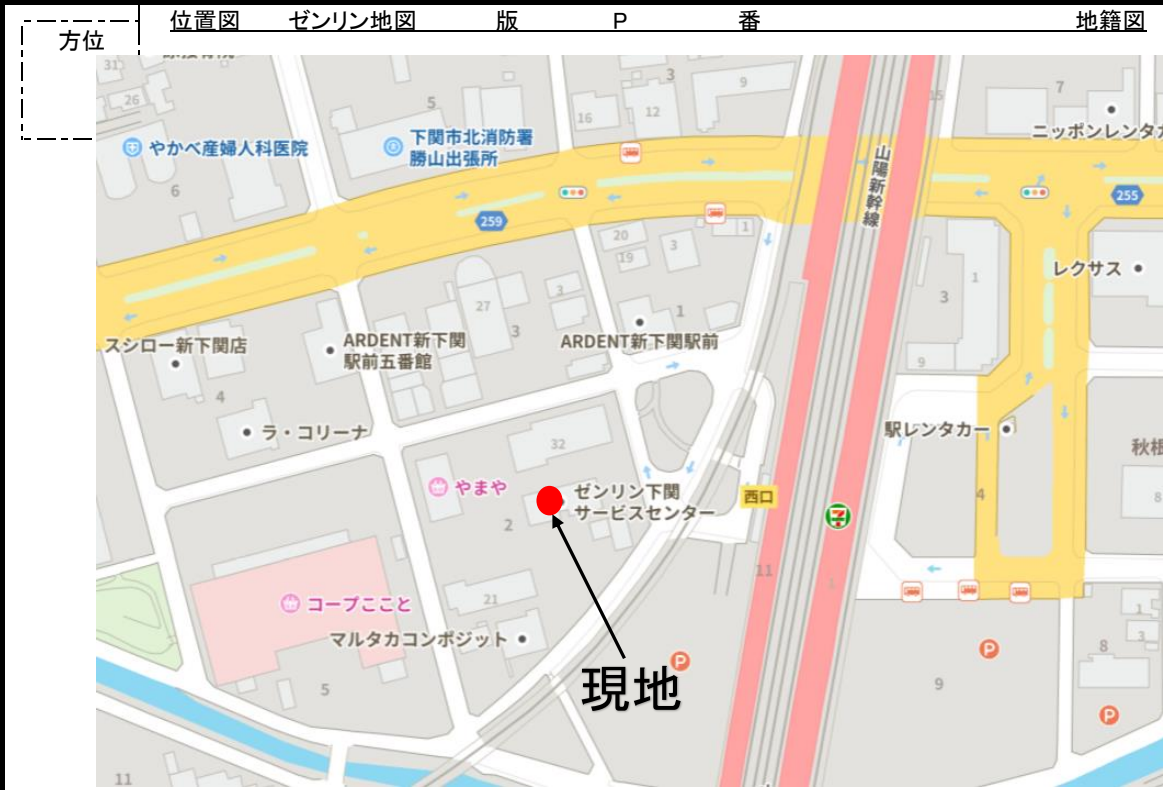 位置図 ゼンリン地図 版 P 番 地籍図
方位
31
26
5
3
9
16
12
15
7
ニッポンレンタカ
やかべ産婦人科医院
下関市北消防署
勝山出張所
6
山陽新幹線
259
255
20
19
3
1
レクサス
27
3
3
1
3
1
スシロー新下関店
ARDENT新下関
駅前五番館
ARDENT新下関駅前
9
4
ラ・コリーナ
駅レンタカー
秋根
32
やまや
ゼンリン下関
サービスセンター
西口
4
8
2
11
1
コープここと
21
マルタカコンポジット
P
P
1
3
8
現地
5
9
P
11